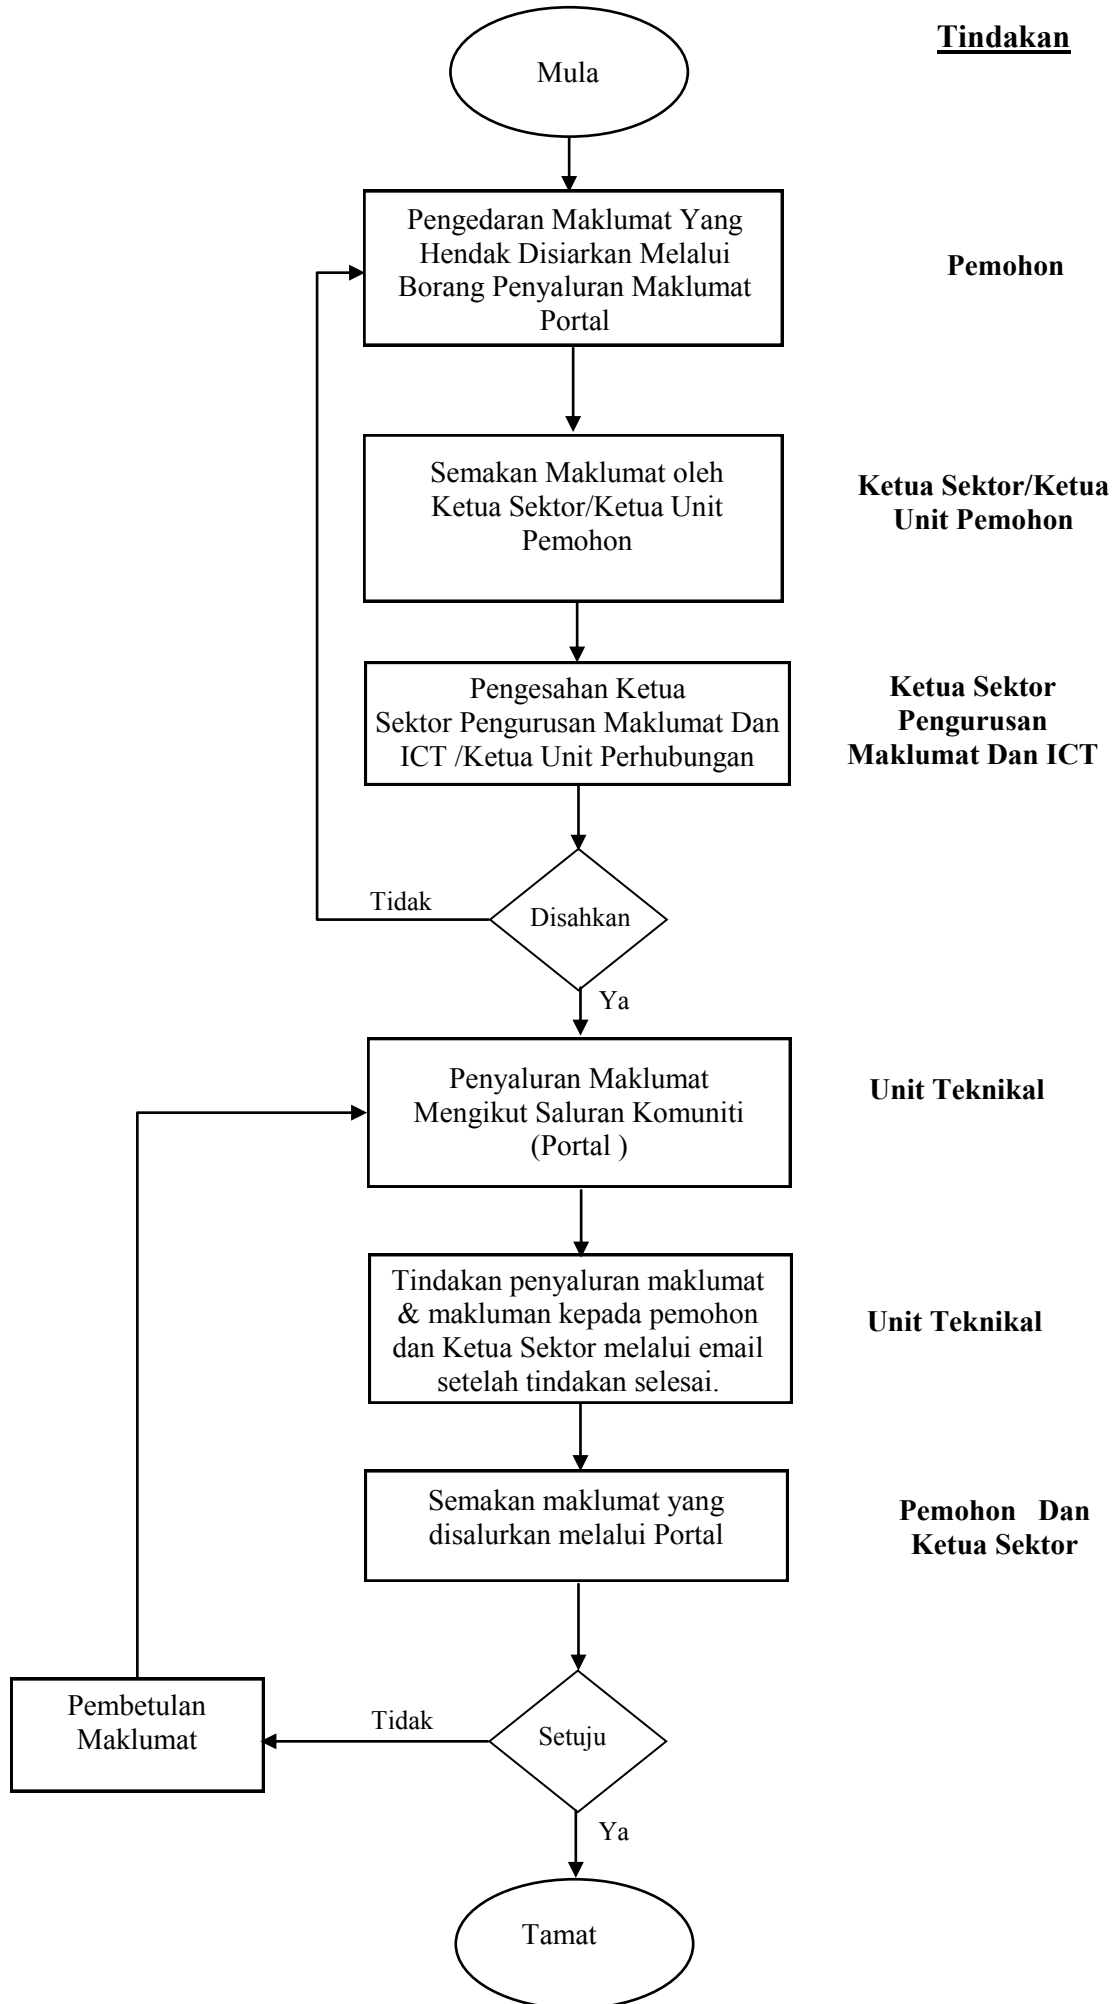 Tindakan
Mula
Pengedaran Maklumat Yang
Hendak Disiarkan Melalui
Borang Penyaluran Maklumat
Portal
Pemohon
Semakan Maklumat oleh
Ketua Sektor/Ketua Unit
Pemohon
Ketua Sektor/Ketua
Unit Pemohon
Pengesahan Ketua
Sektor Pengurusan Maklumat Dan
ICT /Ketua Unit Perhubungan
Ketua Sektor
Pengurusan
Maklumat Dan ICT
Tidak
Disahkan
Ya
Penyaluran Maklumat
Mengikut Saluran Komuniti
(Portal )
Unit Teknikal
Tindakan penyaluran maklumat
& makluman kepada pemohon
dan Ketua Sektor melalui email
setelah tindakan selesai.
Unit Teknikal
Semakan maklumat yang
disalurkan melalui Portal
Pemohon Dan
Ketua Sektor
Pembetulan
Maklumat
Tidak
Setuju
Ya
Tamat